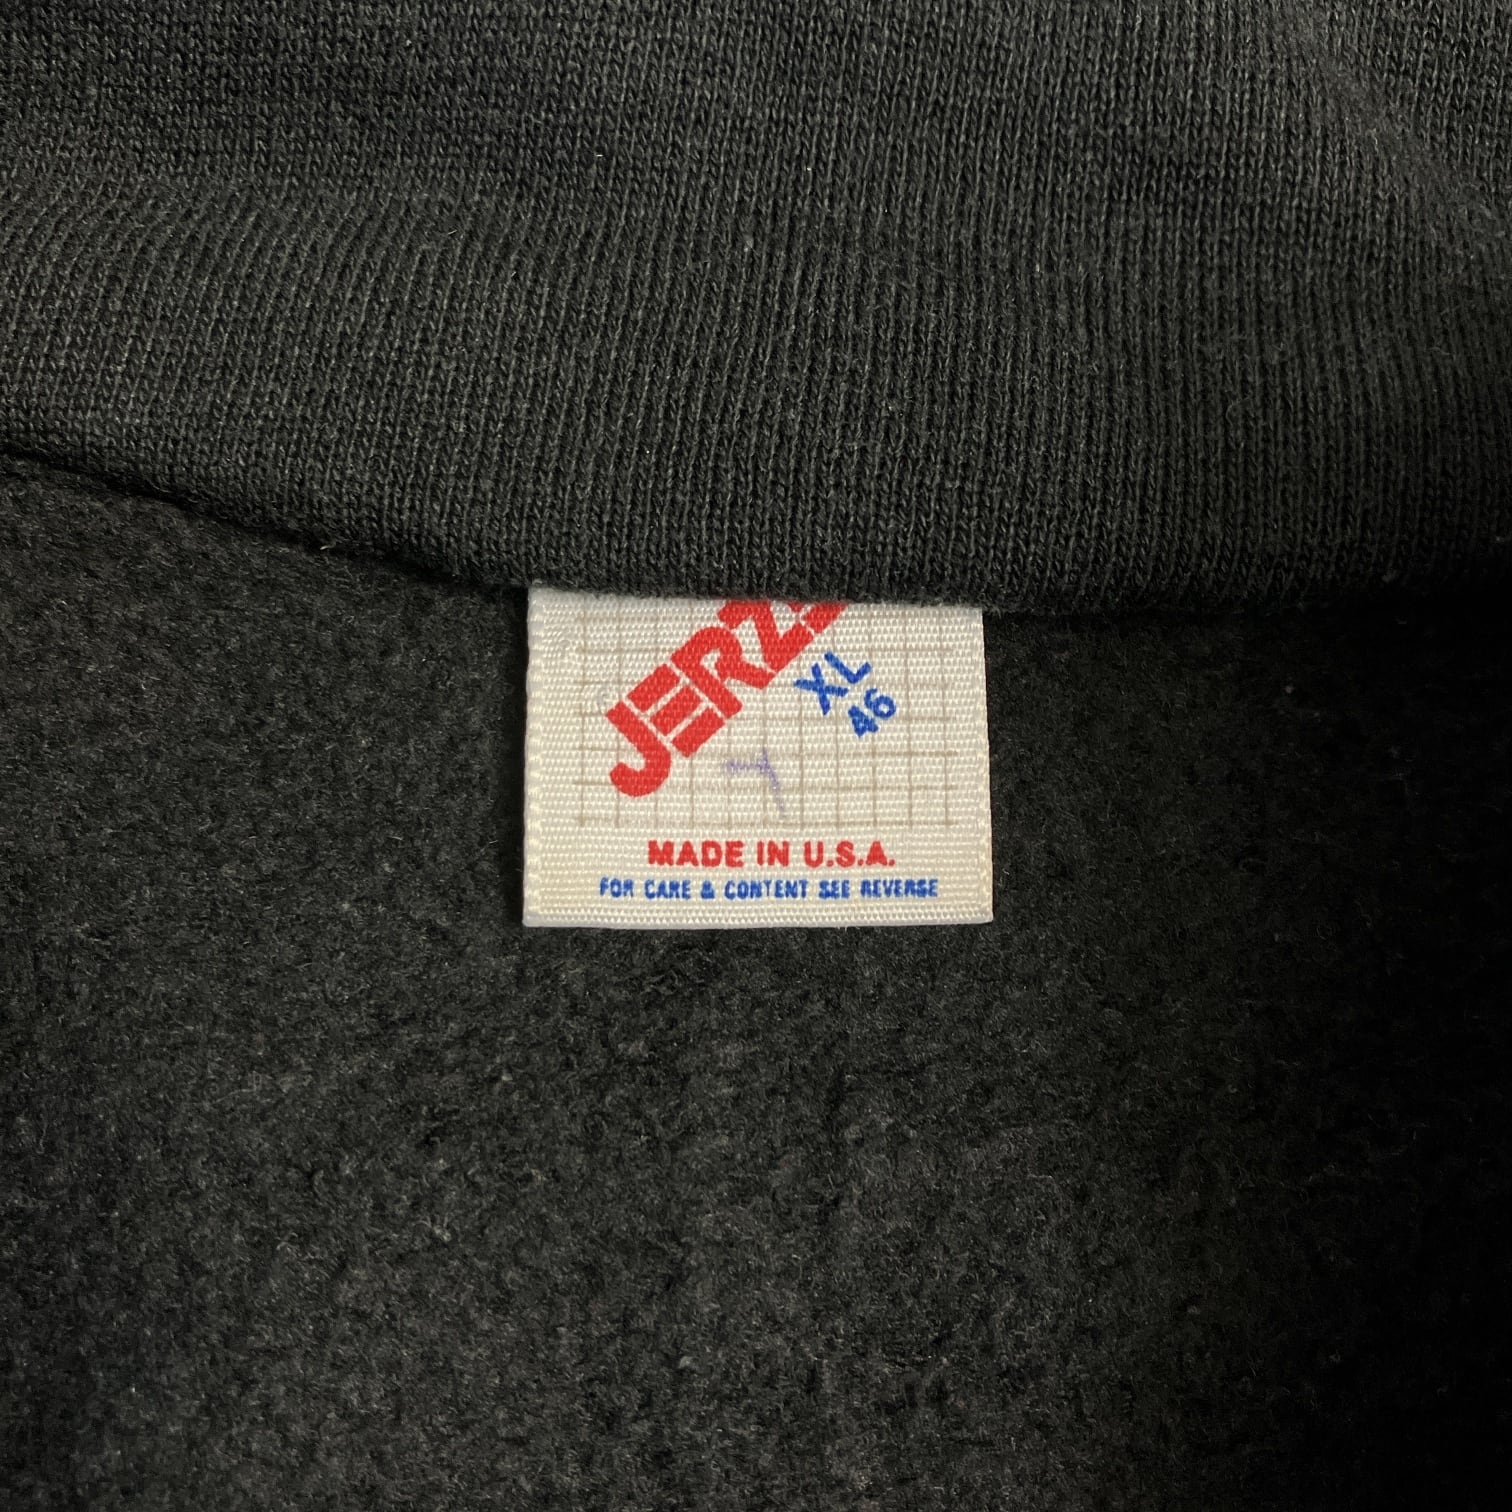 JERZ
XL
46
MADE IN U.S.A.
FOR CARE & CONTENT SEE REVERSE